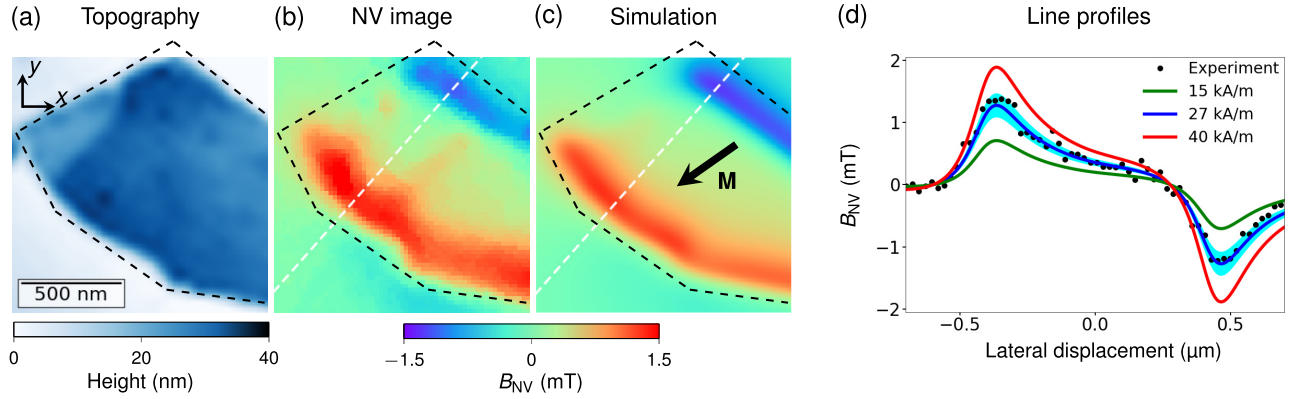 (a) Topography
(b) NV image
(c) Simulation
(d) Line profiles
y
x
500 nm
0 20 40
Height (nm)
M
−1.5 0 1.5
B_NV (mT)
2
1
0
−1
−2
B_NV (mT)
Experiment
15 kA/m
27 kA/m
40 kA/m
−0.5 0.0 0.5
Lateral displacement (μm)